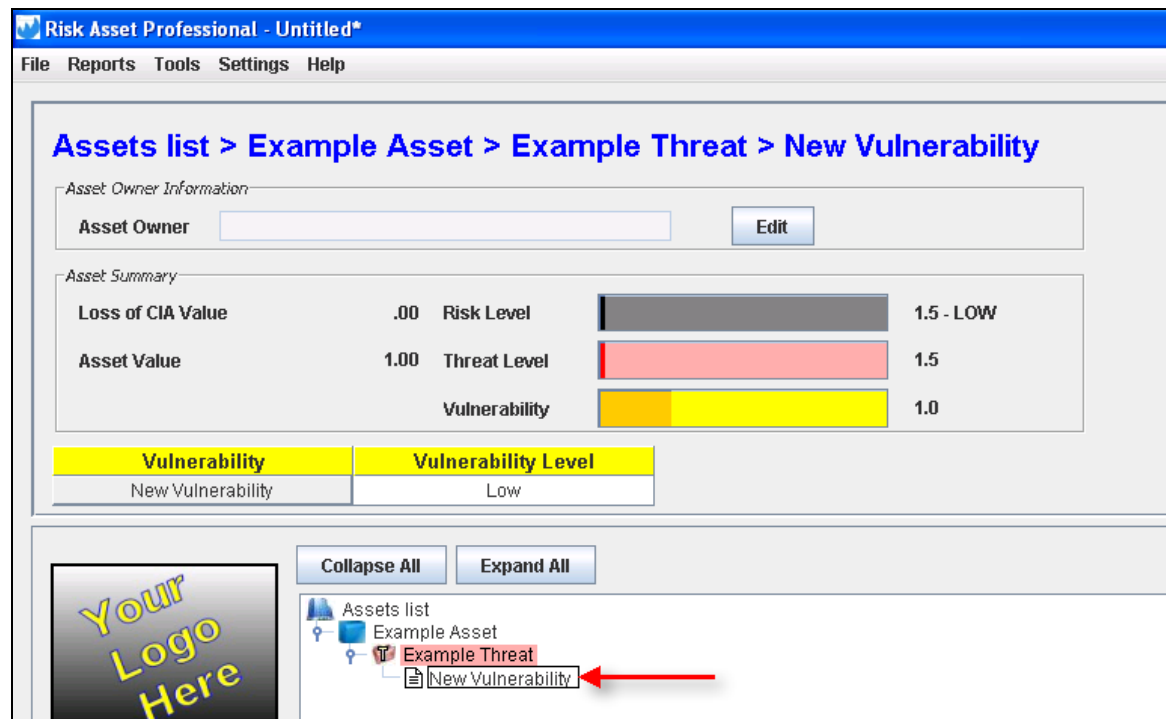 Risk Asset Professional - Untitled*
File Reports Tools Settings Help
Assets list > Example Asset > Example Threat > New Vulnerability
Asset Owner Information
Asset Owner Edit
Asset Summary
Loss of CIA Value .00 Risk Level 1.5 - LOW
Asset Value 1.00 Threat Level 1.5
Vulnerability 1.0
Vulnerability Vulnerability Level
New Vulnerability Low
Collapse All Expand All
Your
Logo
Here
Assets list
Example Asset
T Example Threat
New Vulnerability